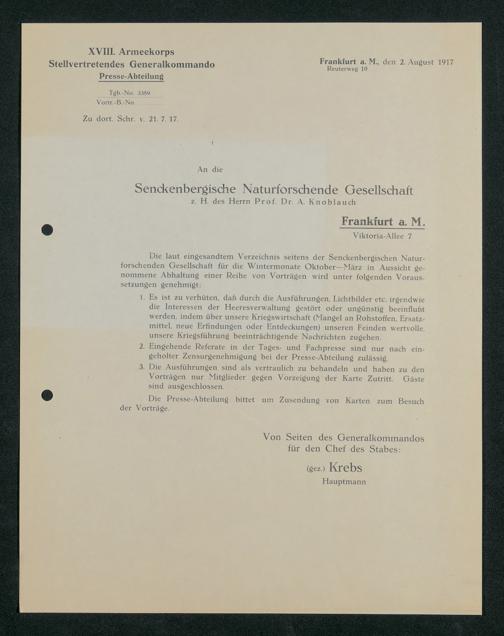 XVIII. Armeekorps
Stellvertretendes Generalkommando
Presse-Abteilung
Tgb.-No. 3389
Vortr.-B.-No.
Zu dort. Schr. v. 21. 7. 17.
Frankfurt a. M., den 2. August 1917
Reuterweg 10
An die
Senckenbergische Naturforschende Gesellschaft
z. H. des Herrn Prof. Dr. A. Knoblauch
Frankfurt a. M.
Viktoria-Allee 7
Die laut eingesandtem Verzeichnis seitens der Senckenbergischen Natur-
forschenden Gesellschaft für die Wintermonate Oktober—März in Aussicht ge-
nommene Abhaltung einer Reihe von Vorträgen wird unter folgenden Voraus-
setzungen genehmigt:
1. Es ist zu verhüten, daß durch die Ausführungen, Lichtbilder etc. irgendwie
die Interessen der Heeresverwaltung gestört oder ungünstig beeinflußt
werden, indem über unsere Kriegswirtschaft (Mangel an Rohstoffen, Ersatz-
mittel, neue Erfindungen oder Entdeckungen) unseren Feinden wertvolle,
unsere Kriegsführung beeinträchtigende Nachrichten zugehen.
2. Eingehende Referate in der Tages- und Fachpresse sind nur nach ein-
geholter Zensurgenehmigung bei der Presse-Abteilung zulässig.
3. Die Ausführungen sind als vertraulich zu behandeln und haben zu den
Vorträgen nur Mitglieder gegen Vorzeigung der Karte Zutritt. Gäste
sind ausgeschlossen.
Die Presse-Abteilung bittet um Zusendung von Karten zum Besuch
der Vorträge.
Von Seiten des Generalkommandos
für den Chef des Stabes:
(gez.) Krebs
Hauptmann